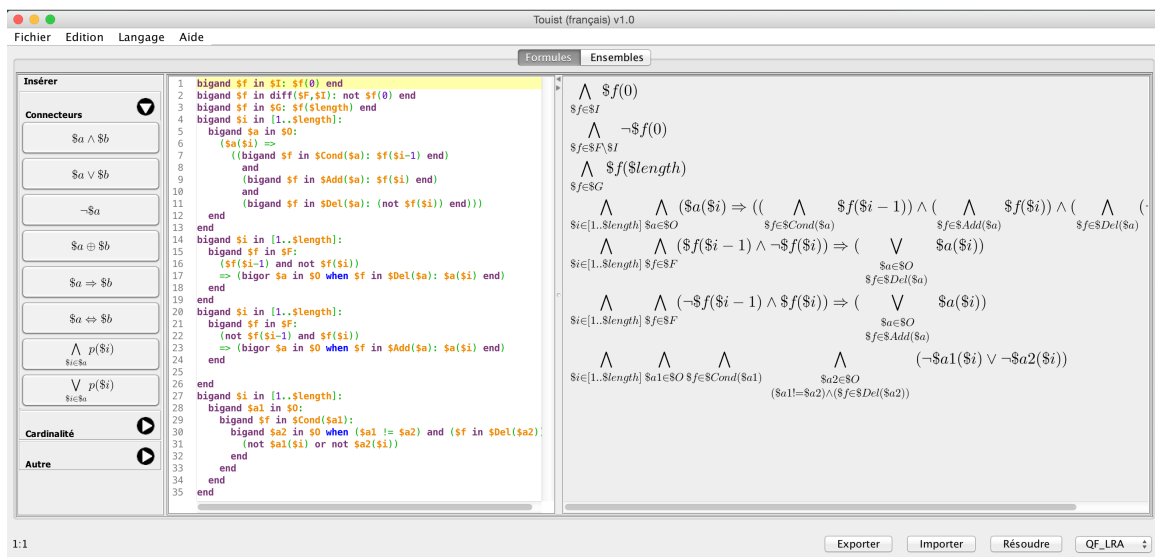 Touist (français) v1.0
Fichier Edition Langage Aide
Formules Ensembles
Insérer
Connecteurs
$a ∧ $b
$a ∨ $b
¬$a
$a ⊕ $b
$a ⇒ $b
$a ⇔ $b
⋀ p($i)
$i∈$a
⋁ p($i)
$i∈$a
Cardinalité
Autre
1 bigand $f in $I: $f(0) end
2 bigand $f in diff($F,$I): not $f(0) end
3 bigand $f in $G: $f($length) end
4 bigand $i in [1..$length]:
5 bigand $a in $O:
6 ($a($i) =>
7 ((bigand $f in $Cond($a): $f($i-1) end)
8 and
9 (bigand $f in $Add($a): $f($i) end)
10 and
11 (bigand $f in $Del($a): (not $f($i)) end)))
12 end
13 end
14 bigand $i in [1..$length]:
15 bigand $f in $F:
16 ($f($i-1) and not $f($i))
17 => (bigor $a in $O when $f in $Del($a): $a($i) end)
18 end
19 end
20 bigand $i in [1..$length]:
21 bigand $f in $F:
22 (not $f($i-1) and $f($i))
23 => (bigor $a in $O when $f in $Add($a): $a($i) end)
24 end
25
26 end
27 bigand $i in [1..$length]:
28 bigand $a1 in $O:
29 bigand $f in $Cond($a1):
30 bigand $a2 in $O when ($a1 != $a2) and ($f in $Del($a2)
31 (not $a1($i) or not $a2($i))
32 end
33 end
34 end
35 end
⋀ $f(0)
$f∈$I
⋀ ¬$f(0)
$f∈$F\$I
⋀ $f($length)
$f∈$G
⋀ ⋀ ($a($i) ⇒ (( ⋀ $f($i − 1)) ∧ ( ⋀ $f($i)) ∧ ( ⋀ (¬
$i∈[1..$length] $a∈$O $f∈$Cond($a) $f∈$Add($a) $f∈$Del($a)
⋀ ⋀ ($f($i − 1) ∧ ¬$f($i)) ⇒ ( ⋁ $a($i))
$i∈[1..$length] $f∈$F $a∈$O
$f∈$Del($a)
⋀ ⋀ (¬$f($i − 1) ∧ $f($i)) ⇒ ( ⋁ $a($i))
$i∈[1..$length] $f∈$F $a∈$O
$f∈$Add($a)
⋀ ⋀ ⋀ ⋀ (¬$a1($i) ∨ ¬$a2($i))
$i∈[1..$length] $a1∈$O $f∈$Cond($a1) $a2∈$O
($a1!=$a2)∧($f∈$Del($a2))
1:1
Exporter Importer Résoudre QF_LRA